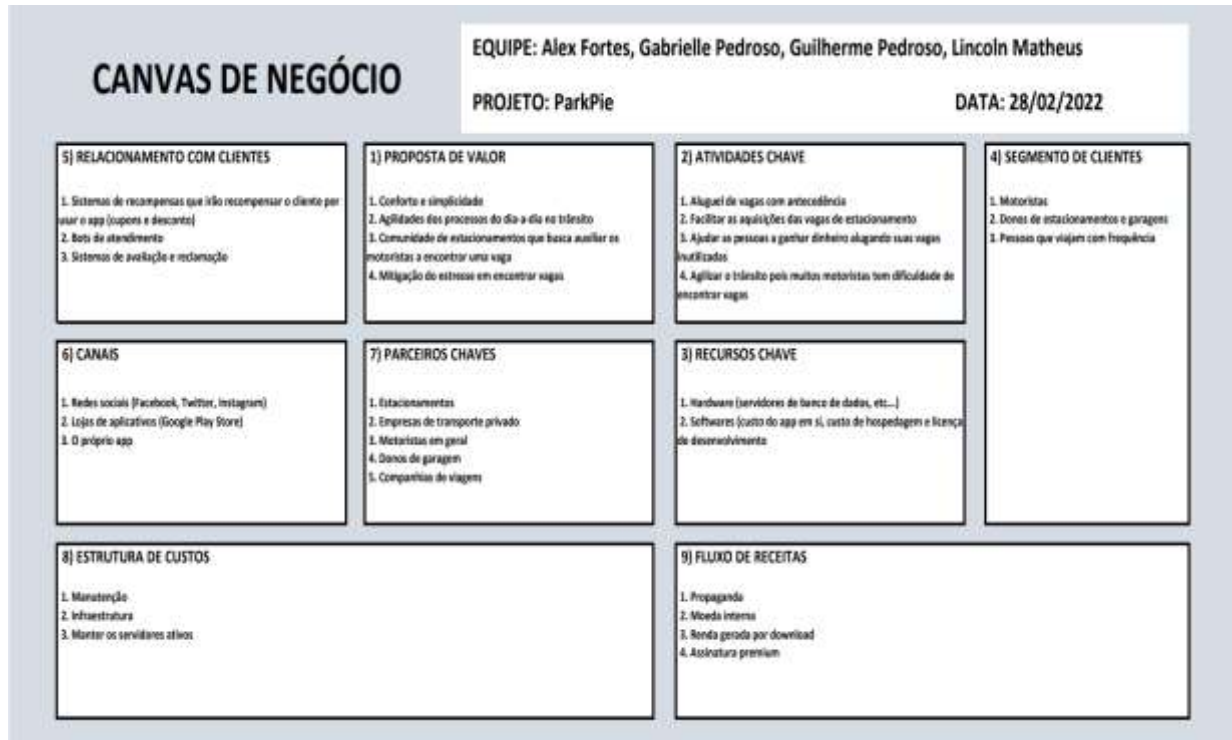 CANVAS DE NEGÓCIO
EQUIPE: Alex Fortes, Gabrielle Pedroso, Guilherme Pedroso, Lincoln Matheus
PROJETO: ParkPie
DATA: 28/02/2022
5) RELACIONAMENTO COM CLIENTES
1. Sistemas de recompensas que irão recompensar o cliente por
usar o app (cupons e desconto)
2. Bots de atendimento
3. Sistemas de avaliação e reclamação
1) PROPOSTA DE VALOR
1. Conforto e simplicidade
2. Agilidades dos processos do dia-a-dia no trânsito
3. Comunidade de estacionamentos que busca auxiliar os
motoristas a encontrar uma vaga
4. Mitigação do estresse em encontrar vagas
2) ATIVIDADES CHAVE
1. Aluguel de vagas com antecedência
2. Facilitar as aquisições das vagas de estacionamento
3. Ajudar as pessoas a ganhar dinheiro alugando suas vagas
inutilizadas
4. Agilizar o trânsito pois muitos motoristas tem dificuldade de
encontrar vagas
4) SEGMENTO DE CLIENTES
1. Motoristas
2. Donos de estacionamentos e garagens
3. Pessoas que viajam com frequência
6) CANAIS
1. Redes sociais (Facebook, Twitter, Instagram)
2. Lojas de aplicativos (Google Play Store)
3. O próprio app
7) PARCEIROS CHAVES
1. Estacionamentos
2. Empresas de transporte privado
3. Motoristas em geral
4. Donos de garagem
5. Companhias de viagens
3) RECURSOS CHAVE
1. Hardware (servidores de banco de dados, etc...)
2. Softwares (custo do app em si, custo de hospedagem e licença
de desenvolvimento
8) ESTRUTURA DE CUSTOS
1. Manutenção
2. Infraestrutura
3. Manter os servidores ativos
9) FLUXO DE RECEITAS
1. Propaganda
2. Moeda interna
3. Renda gerada por download
4. Assinatura premium